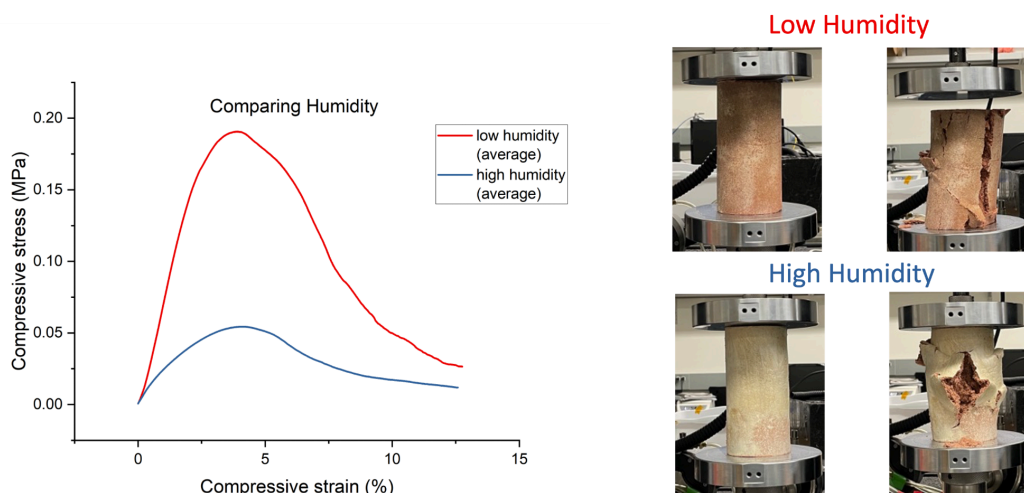 Low Humidity
Comparing Humidity
low humidity
(average)
high humidity
(average)
Compressive stress (MPa)
0.20
0.15
0.10
0.05
0.00
0
5
10
15
Compressive strain (%)
High Humidity